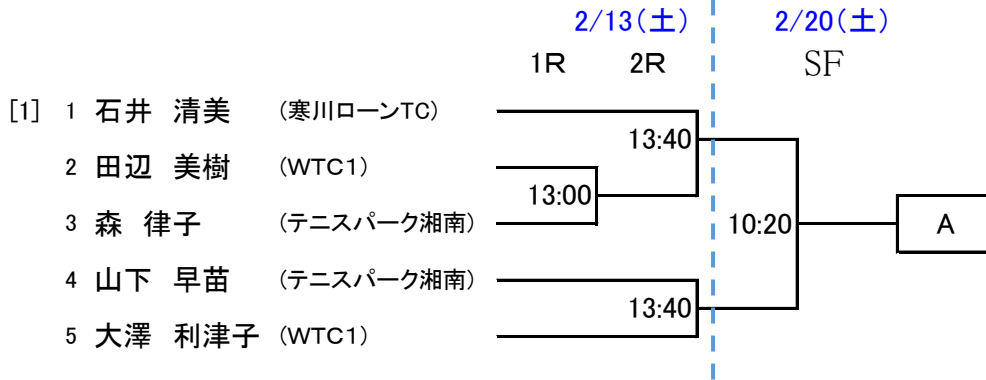 2/13(土) 2/20(土)
1R 2R SF
[1] 1 石井 清美 (寒川ローンTC)
13:40
2 田辺 美樹 (WTC1)
13:00
3 森 律子 (テニスパーク湘南) 10:20 A
4 山下 早苗 (テニスパーク湘南)
13:40
5 大澤 利津子 (WTC1)